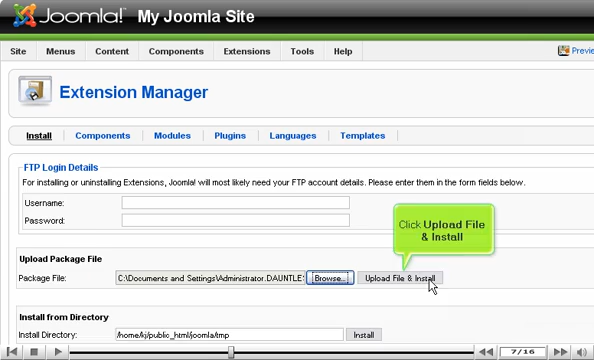 Joomla! My Joomla Site
Site Menus Content Components Extensions Tools Help Previe
Extension Manager
Install Components Modules Plugins Languages Templates
FTP Login Details
For installing or uninstalling Extensions, Joomla! will most likely need your FTP account details. Please enter them in the form fields below.
Username:
Password:
Click Upload File
& Install
Upload Package File
Package File: C:\Documents and Settings\Administrator.DAUNTLE Browse... Upload File & Install
Install from Directory
Install Directory: /home/kj/public_html/joomla/tmp Install
7/16